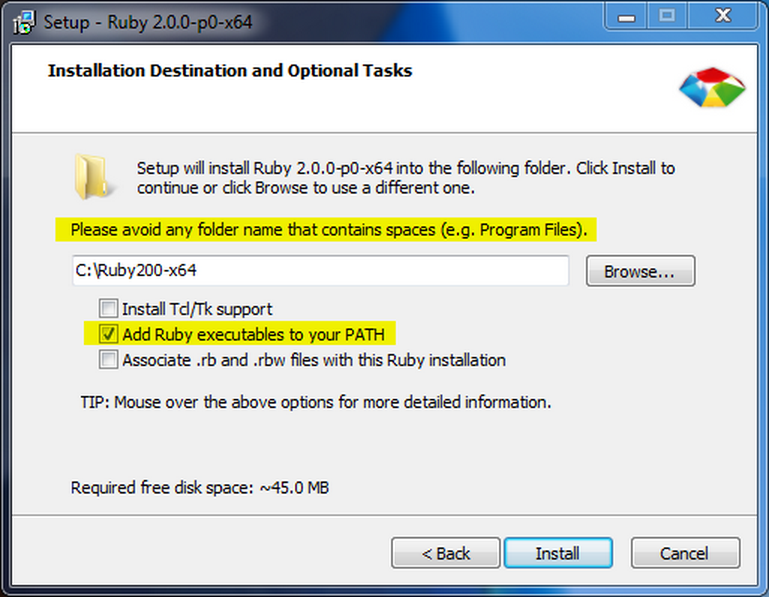 Setup - Ruby 2.0.0-p0-x64
Installation Destination and Optional Tasks
Setup will install Ruby 2.0.0-p0-x64 into the following folder. Click Install to
continue or click Browse to use a different one.
Please avoid any folder name that contains spaces (e.g. Program Files).
C:\Ruby200-x64
Browse...
Install Tcl/Tk support
Add Ruby executables to your PATH
Associate .rb and .rbw files with this Ruby installation
TIP: Mouse over the above options for more detailed information.
Required free disk space: ~45.0 MB
< Back
Install
Cancel